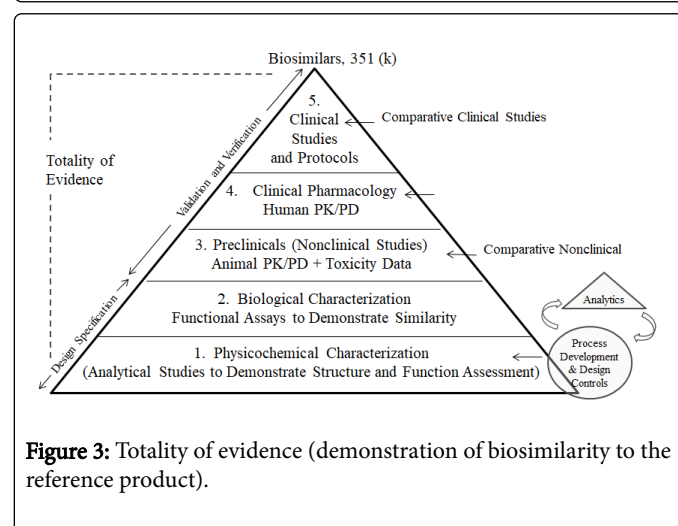 Biosimilars, 351 (k)
5.
Clinical
Studies
and Protocols
Comparative Clinical Studies
Validation and Verification
Totality of
Evidence
4. Clinical Pharmacology
Human PK/PD
3. Preclinicals (Nonclinical Studies)
Animal PK/PD + Toxicity Data
Comparative Nonclinical
Design Specification
2. Biological Characterization
Functional Assays to Demonstrate Similarity
Analytics
1. Physicochemical Characterization
(Analytical Studies to Demonstrate Structure and Function Assessment)
Process
Development
& Design
Controls
Figure 3: Totality of evidence (demonstration of biosimilarity to the
reference product).